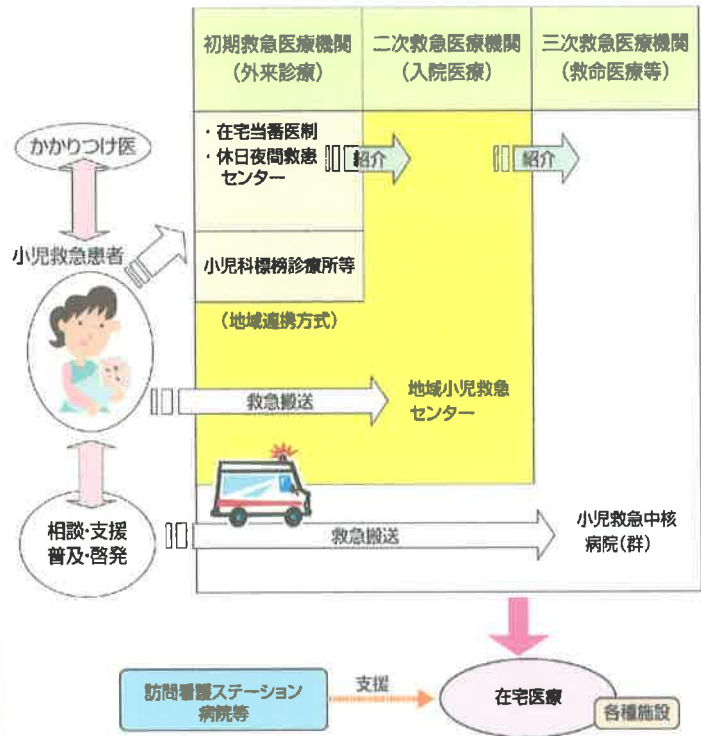 初期救急医療機関
(外来診療)
二次救急医療機関
(入院医療)
三次救急医療機関
(救命医療等)
かかりつけ医
・在宅当番医制
・休日夜間救患
センター
紹介
紹介
小児救急患者
小児科標榜診療所等
(地域連携方式)
救急搬送
地域小児救急
センター
相談・支援
普及・啓発
救急搬送
小児救急中核
病院(群)
訪問看護ステーション
病院等
支援
在宅医療
各種施設